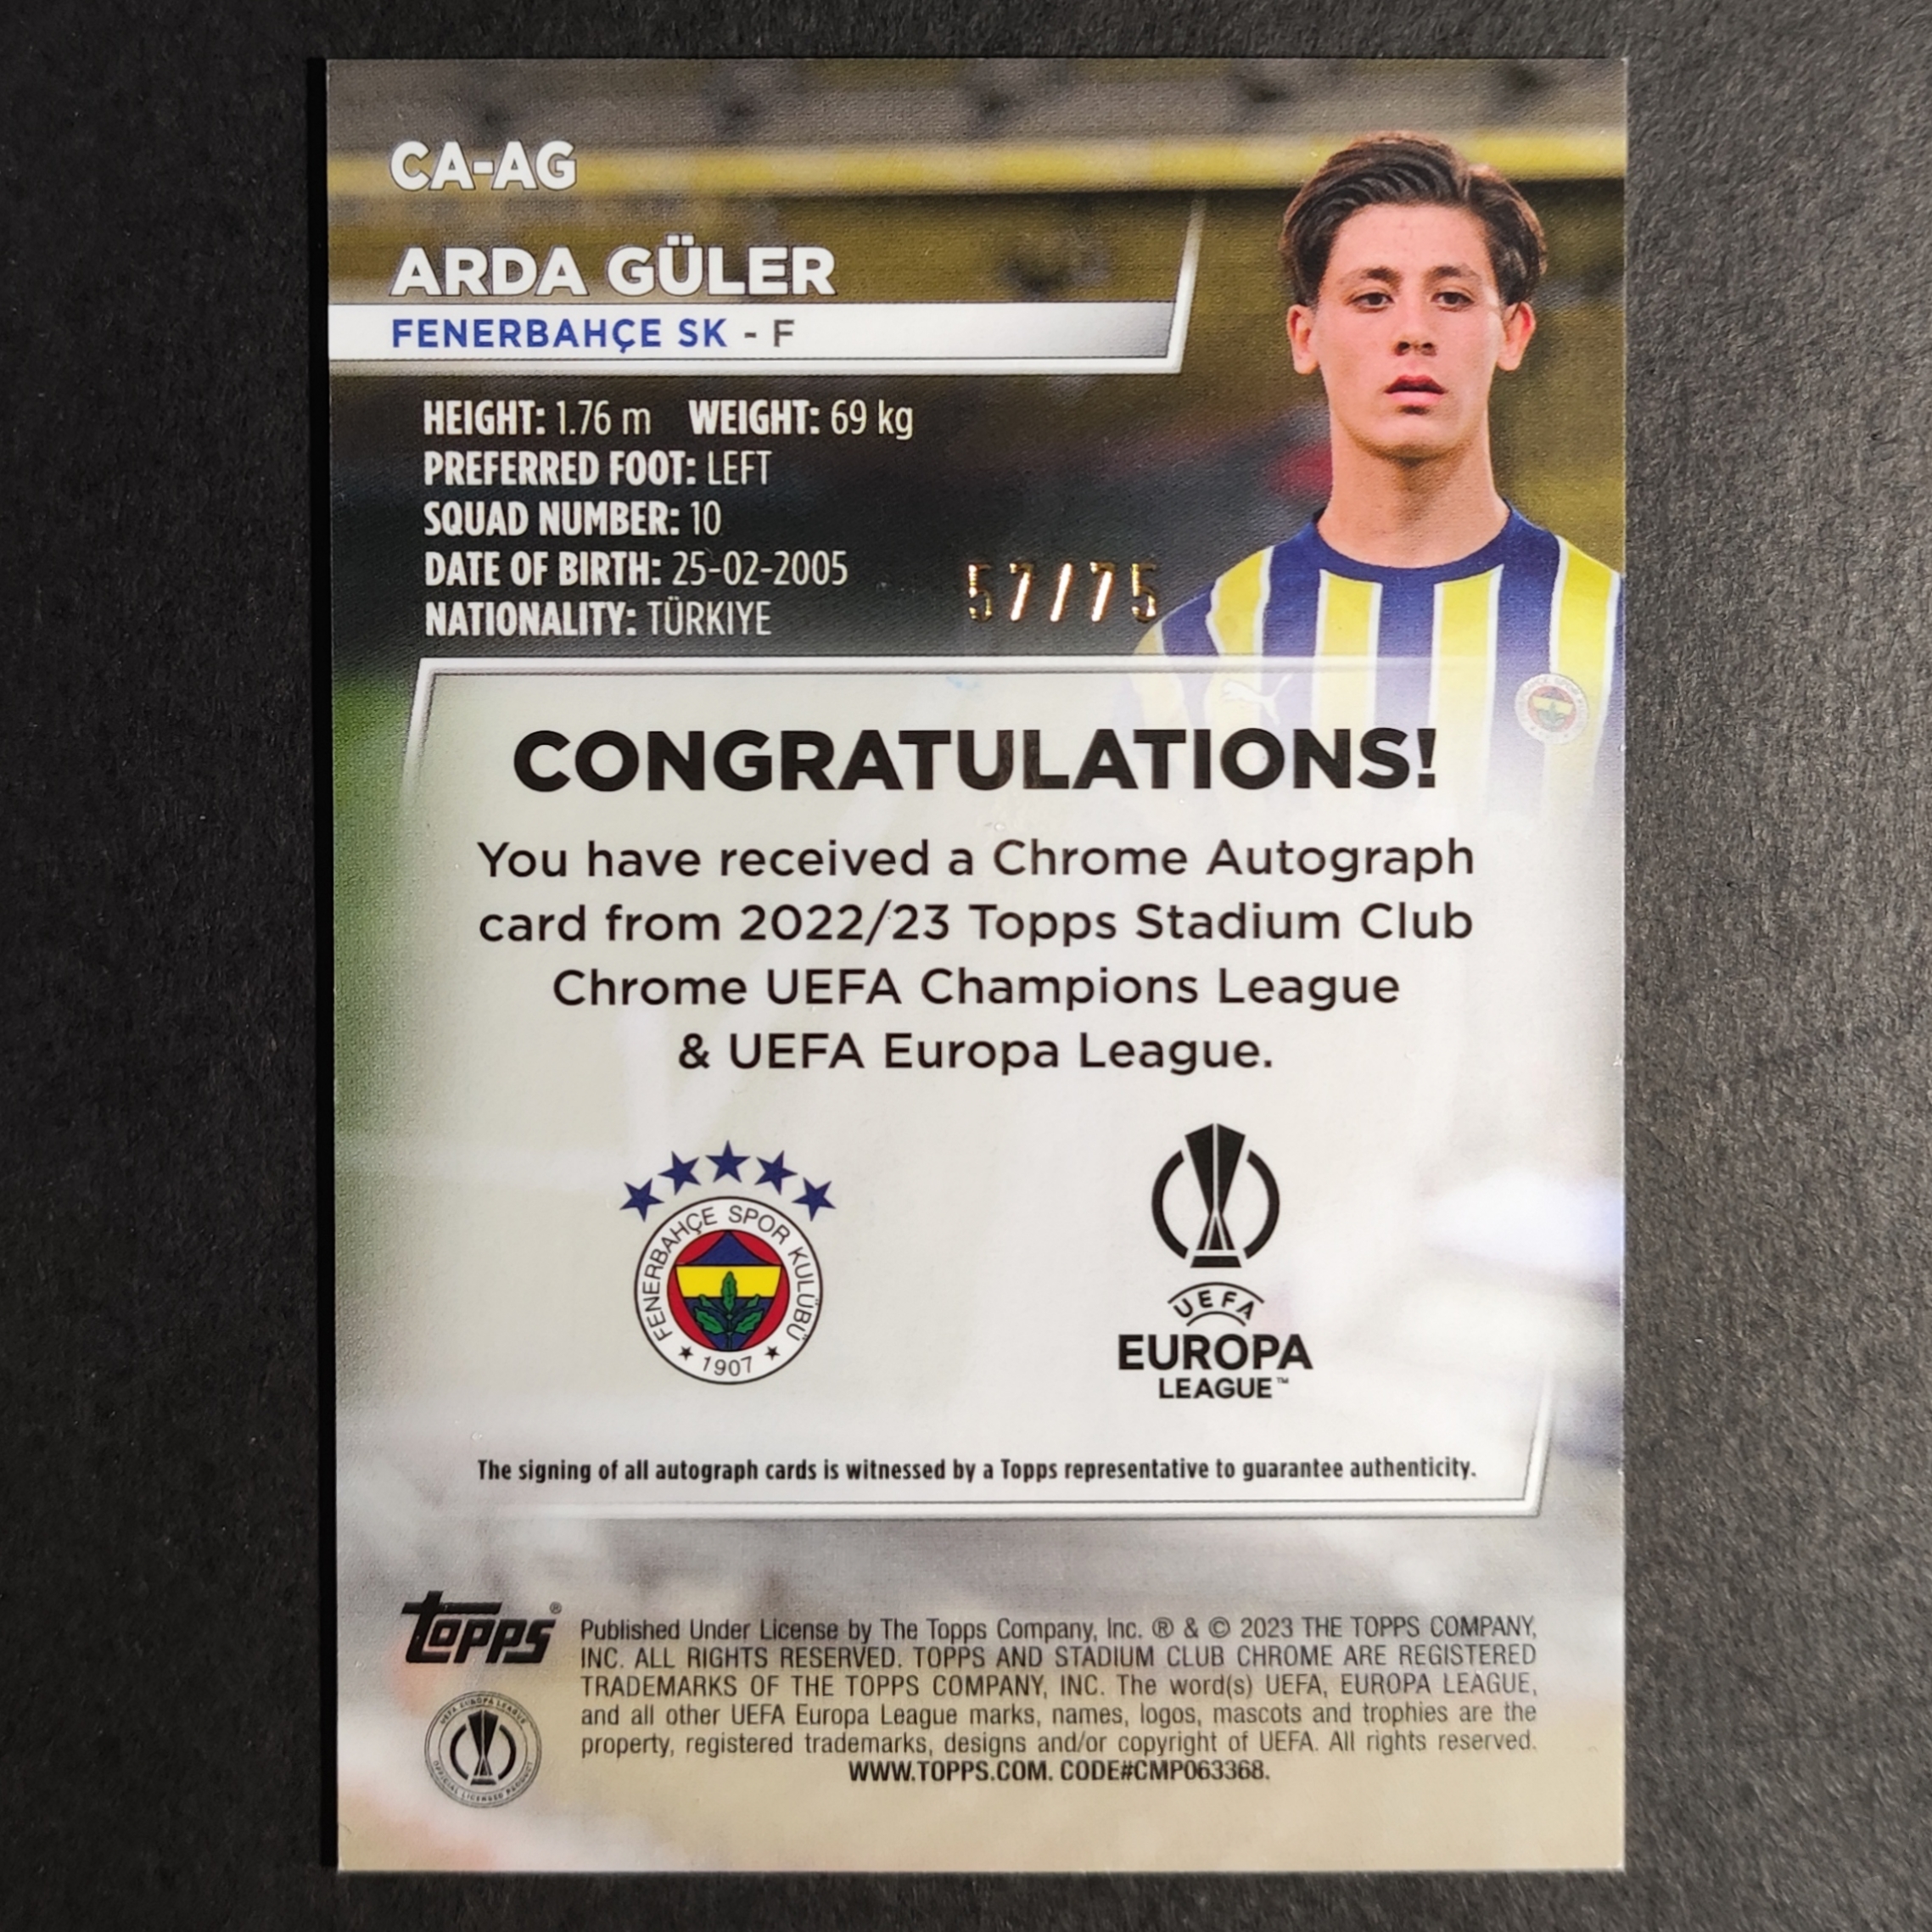 CA-AG
ARDA GÜLER
FENERBAHÇE SK - F
HEIGHT: 1.76 m WEIGHT: 69 kg
PREFERRED FOOT: LEFT
SQUAD NUMBER: 10
DATE OF BIRTH: 25-02-2005
NATIONALITY: TÜRKIYE
57/75
CONGRATULATIONS!
You have received a Chrome Autograph
card from 2022/23 Topps Stadium Club
Chrome UEFA Champions League
& UEFA Europa League.
FENERBAHÇE SPOR KULÜBÜ
1907
UEFA
EUROPA
LEAGUE™
The signing of all autograph cards is witnessed by a Topps representative to guarantee authenticity.
Topps®
Published Under License by The Topps Company, Inc. ® & © 2023 THE TOPPS COMPANY,
INC. ALL RIGHTS RESERVED. TOPPS AND STADIUM CLUB CHROME ARE REGISTERED
TRADEMARKS OF THE TOPPS COMPANY, INC. The word(s) UEFA, EUROPA LEAGUE,
and all other UEFA Europa League marks, names, logos, mascots and trophies are the
property, registered trademarks, designs and/or copyright of UEFA. All rights reserved.
WWW.TOPPS.COM. CODE#CMP063368.
UEFA EUROPA LEAGUE
OFFICIAL LICENSED PRODUCT